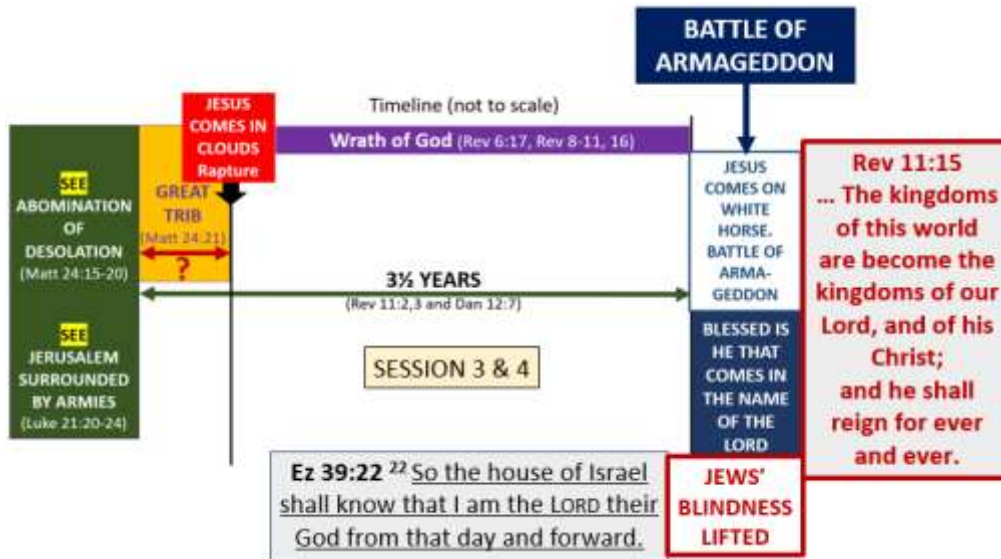 BATTLE OF
ARMAGEDDON
JESUS
COMES IN
CLOUDS
Rapture
Timeline (not to scale)
Wrath of God (Rev 6:17, Rev 8-11, 16)
SEE
ABOMINATION
OF
DESOLATION
(Matt 24:15-20)
GREAT
TRIB
(Matt 24:21)
?
3½ YEARS
(Rev 11:2,3 and Dan 12:7)
SEE
JERUSALEM
SURROUNDED
BY ARMIES
(Luke 21:20-24)
SESSION 3 & 4
JESUS
COMES ON
WHITE
HORSE.
BATTLE OF
ARMA-
GEDDON
BLESSED IS
HE THAT
COMES IN
THE NAME
OF THE
LORD
Rev 11:15
... The kingdoms
of this world
are become the
kingdoms of our
Lord, and of his
Christ;
and he shall
reign for ever
and ever.
Ez 39:22 22 So the house of Israel
shall know that I am the LORD their
God from that day and forward.
JEWS'
BLINDNESS
LIFTED